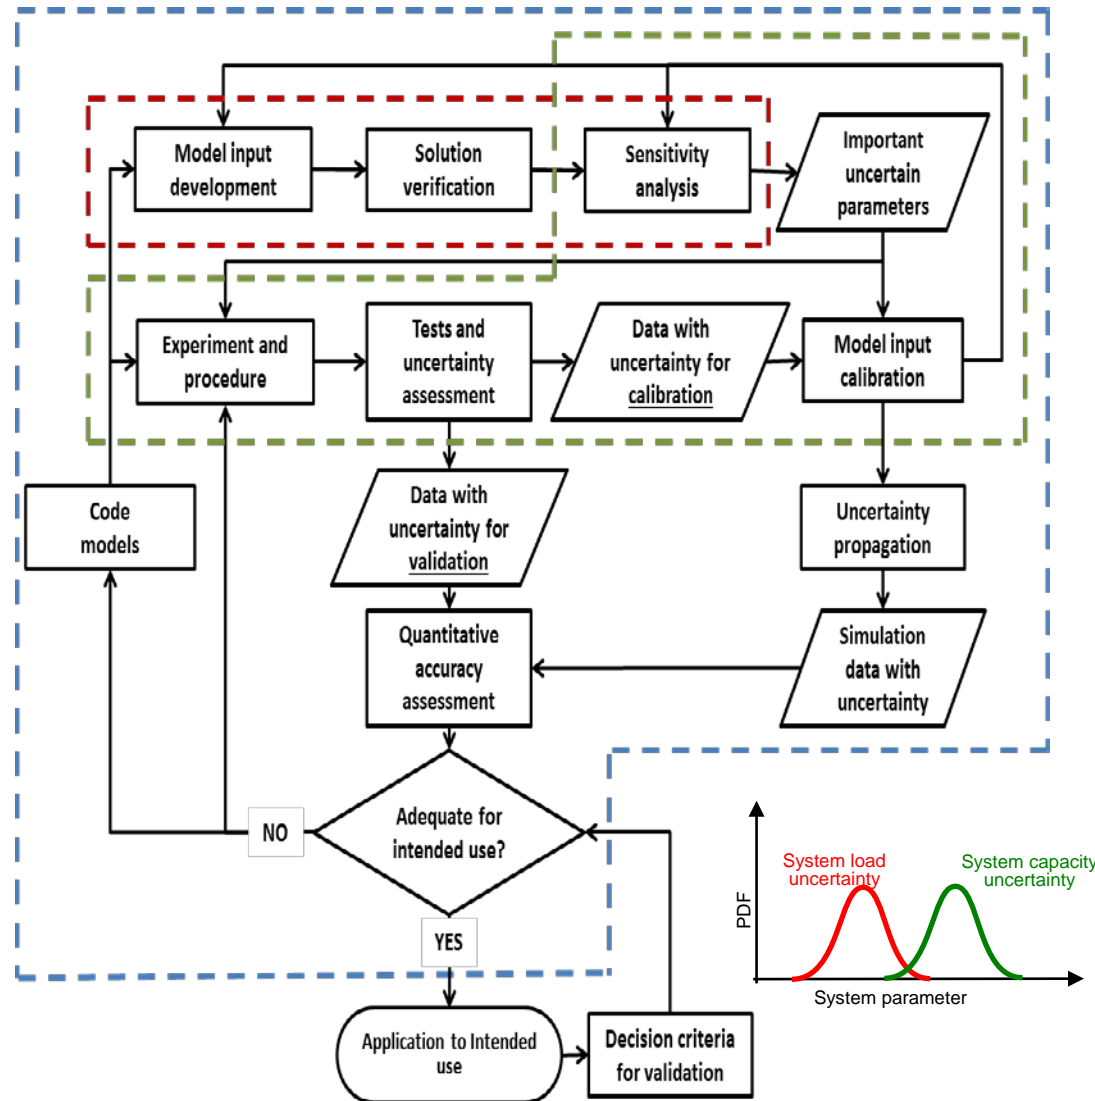 Model input
development
Solution
verification
Sensitivity
analysis
Important
uncertain
parameters
Experiment and
procedure
Tests and
uncertainty
assessment
Data with
uncertainty for
calibration
Model input
calibration
Code
models
Data with
uncertainty for
validation
Uncertainty
propagation
Quantitative
accuracy
assessment
Simulation
data with
uncertainty
Adequate for
intended use?
NO
YES
Application to Intended
use
Decision criteria
for validation
System load
uncertainty
System capacity
uncertainty
PDF
System parameter